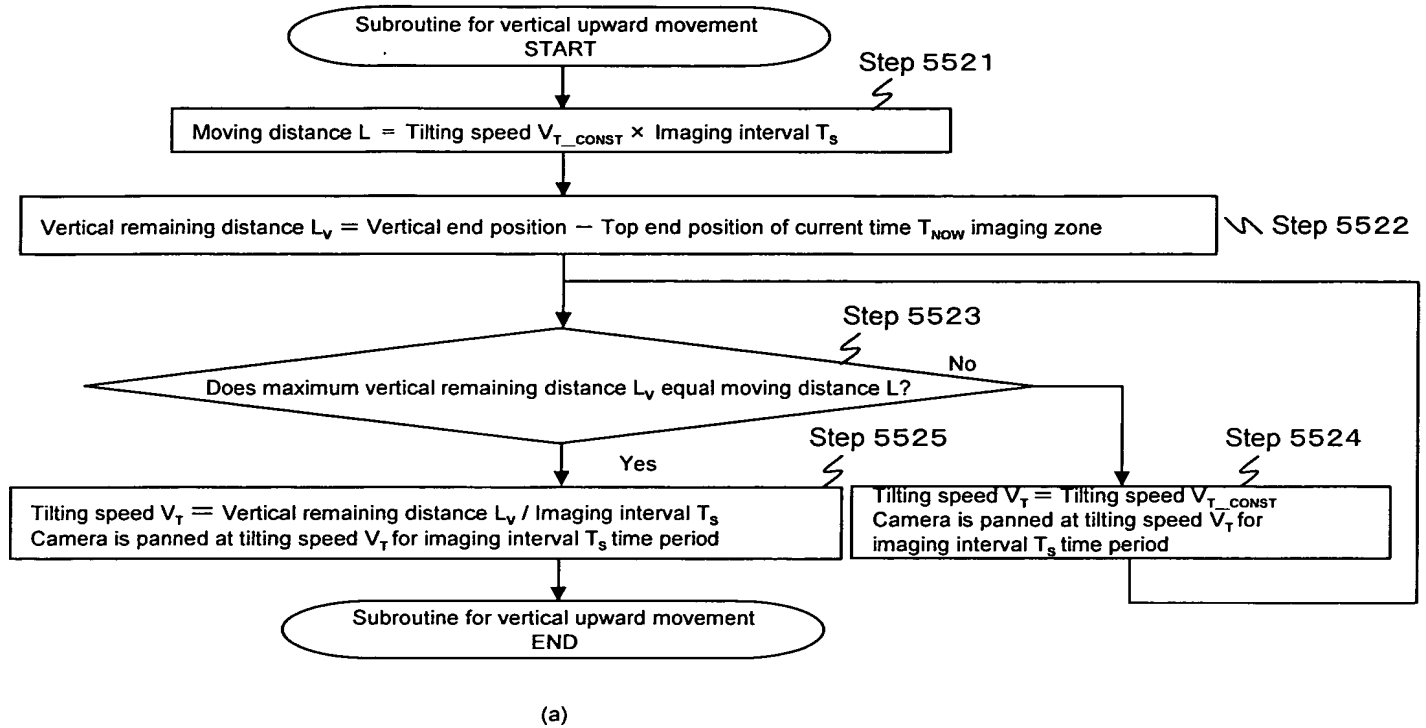 Subroutine for vertical upward movement
START
Step 5521
Moving distance L = Tilting speed V_T_CONST × Imaging interval T_S
Vertical remaining distance L_V = Vertical end position − Top end position of current time T_NOW imaging zone
Step 5522
Step 5523
No
Does maximum vertical remaining distance L_V equal moving distance L?
Step 5525
Step 5524
Yes
Tilting speed V_T = Vertical remaining distance L_V / Imaging interval T_S
Camera is panned at tilting speed V_T for imaging interval T_S time period
Tilting speed V_T = Tilting speed V_T_CONST
Camera is panned at tilting speed V_T for
imaging interval T_S time period
Subroutine for vertical upward movement
END
(a)